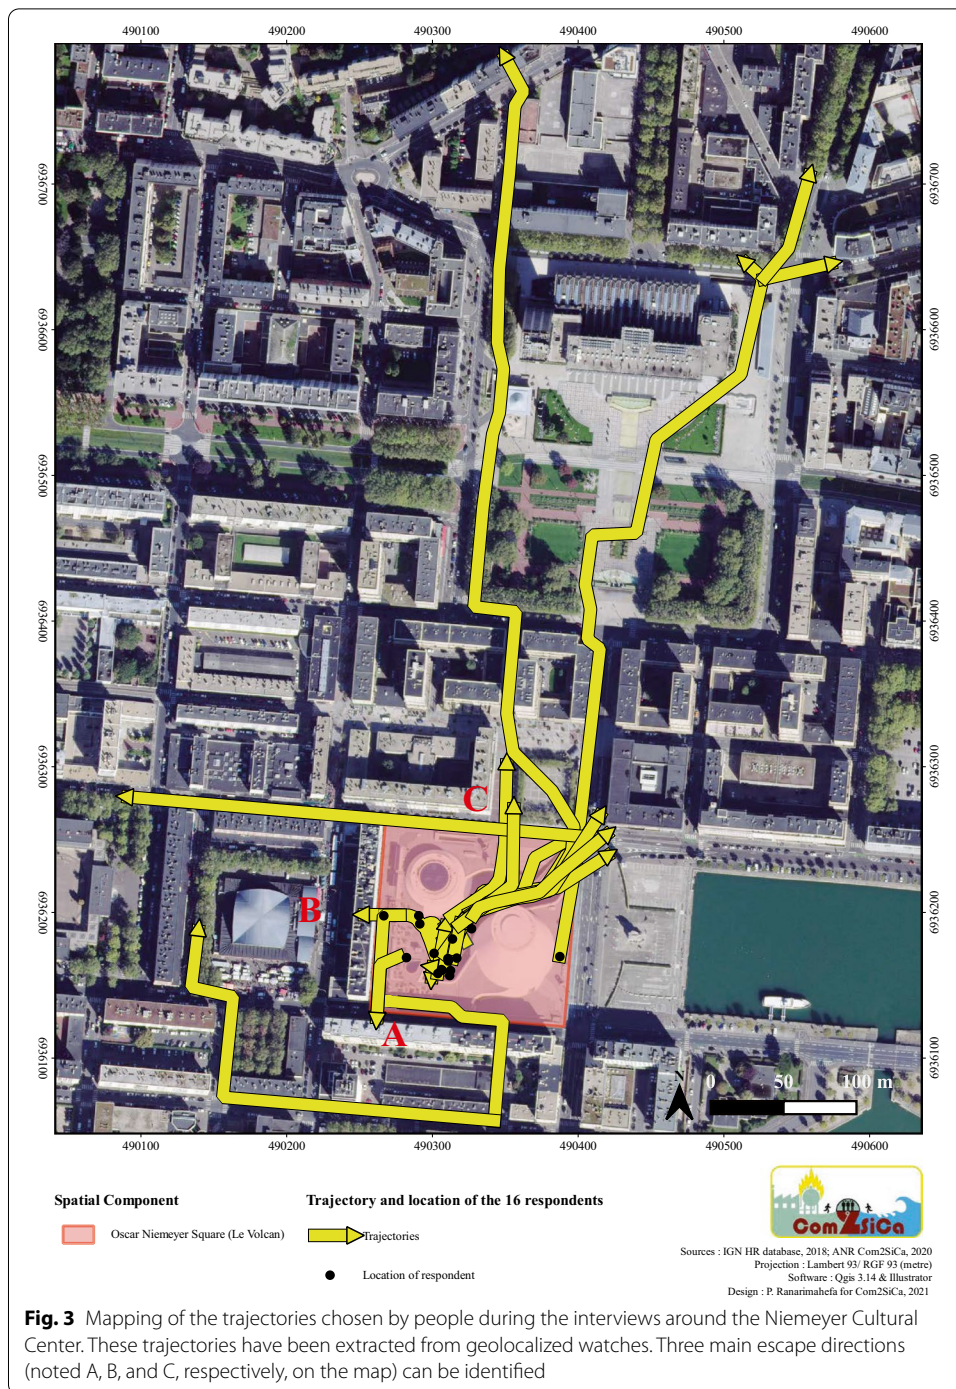 490100 490200 490300 490400 490500 490600
6936700 6936700
6936600 6936600
6936500 6936500
6936400 6936400
6936300 6936300
C
B
6936200 6936200
A
6936100 6936100
N
0 50 100 m
490100 490200 490300 490400 490500 490600
Spatial Component
Oscar Niemeyer Square (Le Volcan)
Trajectory and location of the 16 respondents
Trajectories
Location of respondent
Com2SiCa
Sources : IGN HR database, 2018; ANR Com2SiCa, 2020
Projection : Lambert 93/ RGF 93 (metre)
Software : Qgis 3.14 & Illustrator
Design : P. Ranarimahefa for Com2SiCa, 2021
Fig. 3 Mapping of the trajectories chosen by people during the interviews around the Niemeyer Cultural
Center. These trajectories have been extracted from geolocalized watches. Three main escape directions
(noted A, B, and C, respectively, on the map) can be identified